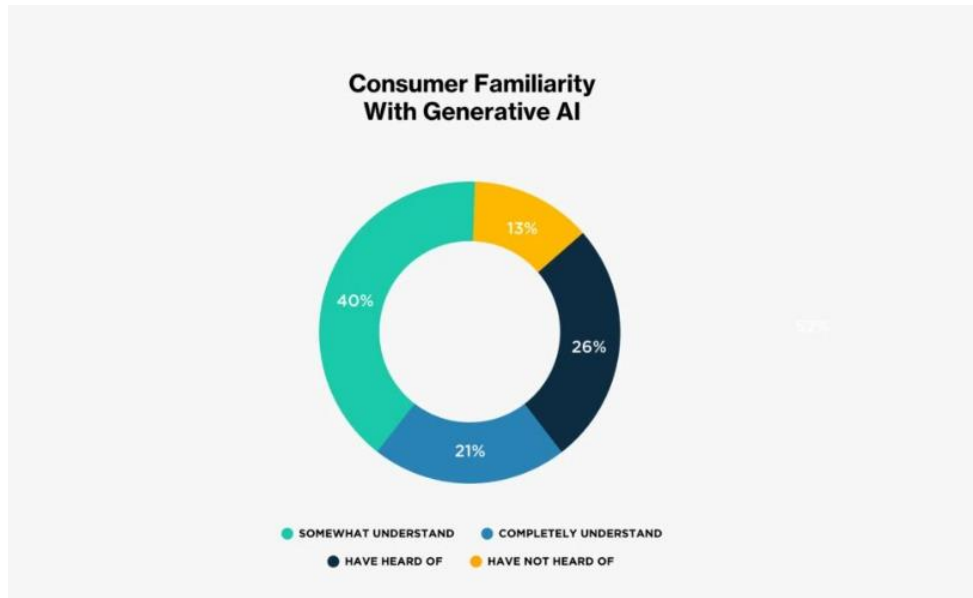 Consumer Familiarity
With Generative AI
13%
40%
26%
21%
SOMEWHAT UNDERSTAND
COMPLETELY UNDERSTAND
HAVE HEARD OF
HAVE NOT HEARD OF